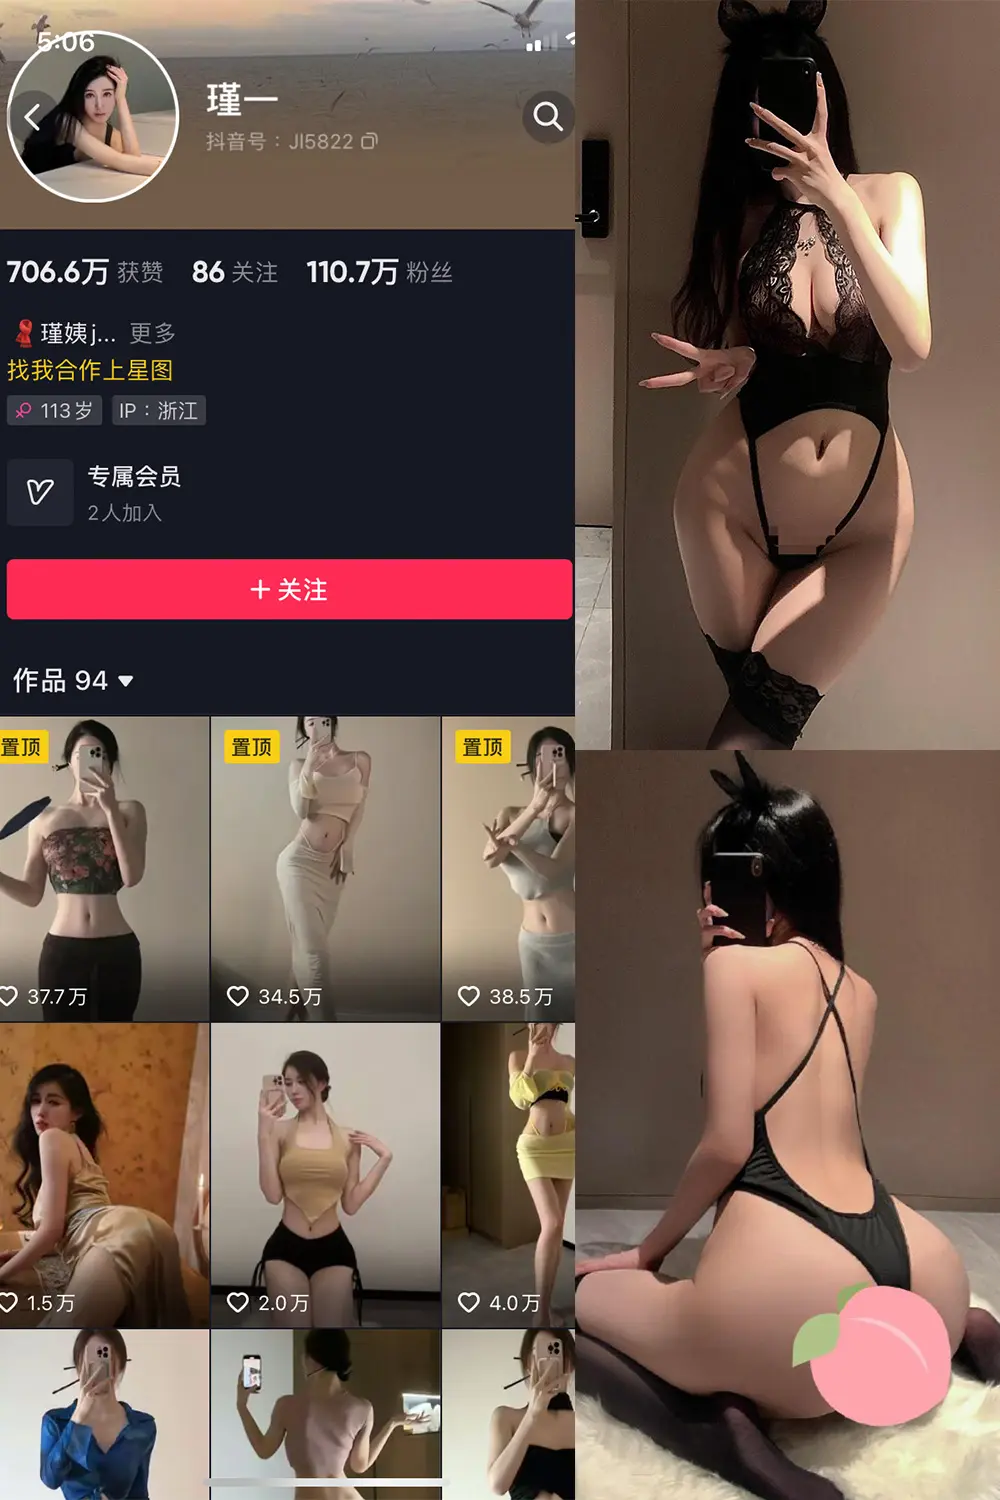 5:06
瑾一
抖音号：JI5822
706.6万 获赞 86 关注 110.7万 粉丝
瑾姨j... 更多
找我合作上星图
113岁 IP：浙江
专属会员
2人加入
+ 关注
作品 94
置顶 置顶 置顶
37.7万 34.5万 38.5万
1.5万 2.0万 4.0万